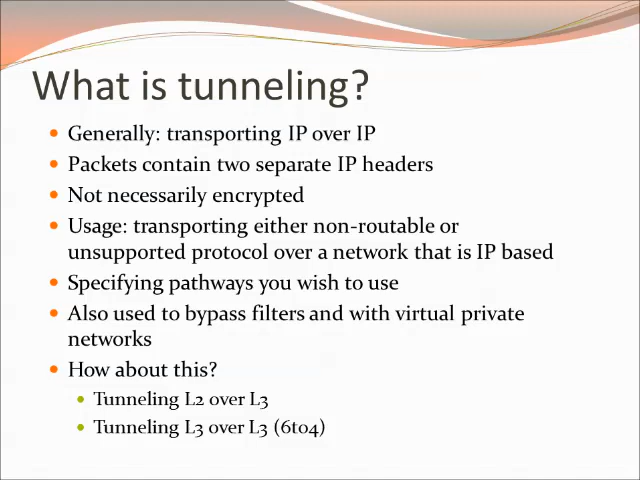 What is tunneling?
• Generally: transporting IP over IP
• Packets contain two separate IP headers
• Not necessarily encrypted
• Usage: transporting either non-routable or
unsupported protocol over a network that is IP based
• Specifying pathways you wish to use
• Also used to bypass filters and with virtual private
networks
• How about this?
• Tunneling L2 over L3
• Tunneling L3 over L3 (6to4)